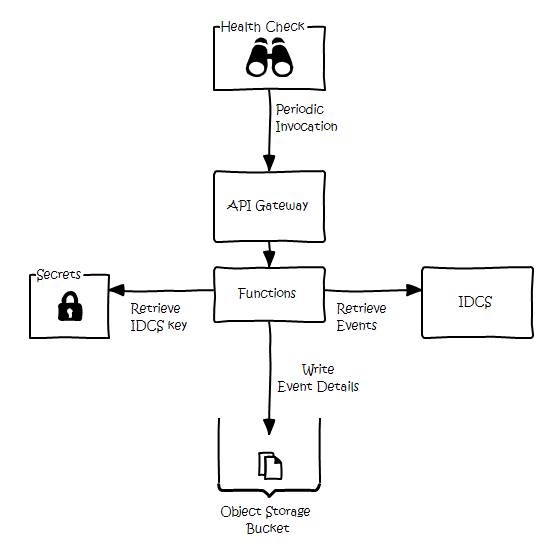 Health Check
Periodic
Invocation
API Gateway
Secrets
Functions
IDCS
Retrieve
IDCS key
Retrieve
Events
Write
Event Details
Object Storage
Bucket